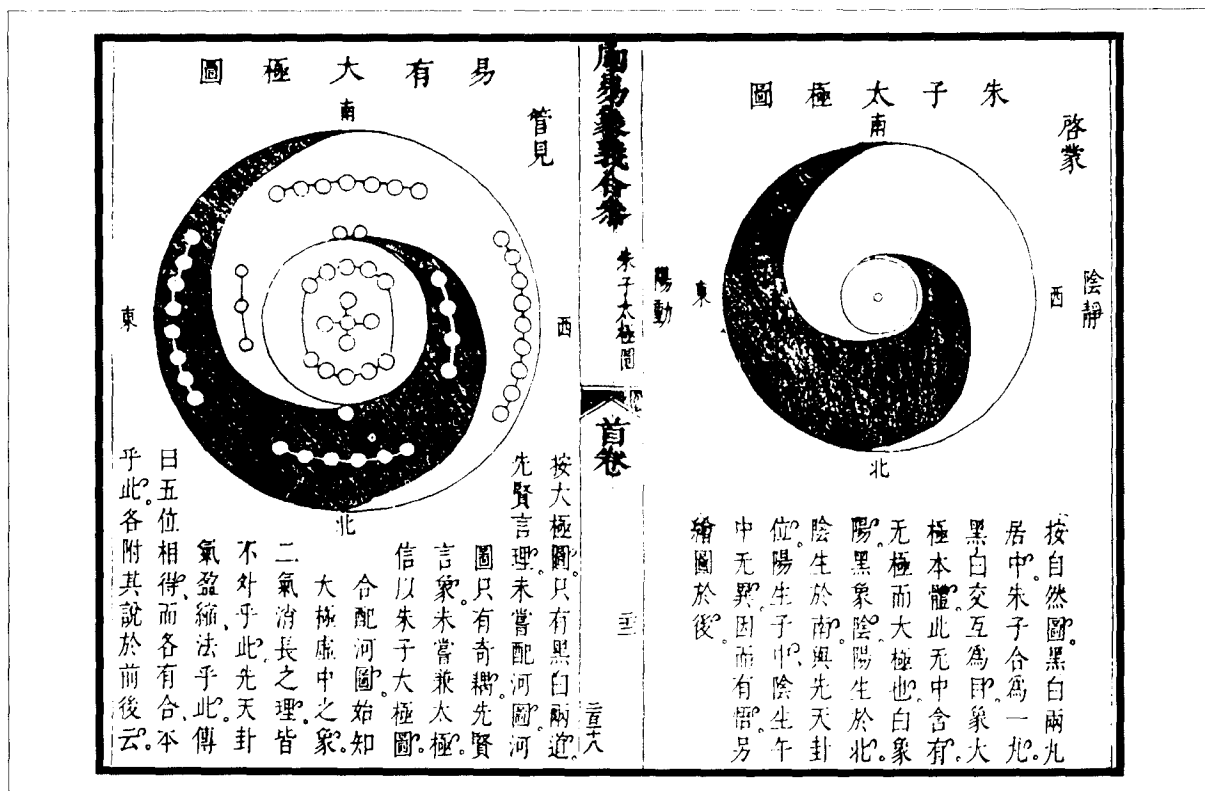 朱子太極圖
啓蒙
南
陰靜
西
東
陽動
北
按自然圖。黑白兩丸
居中。朱子合爲一丸。
黑白交互爲目。象大
極本體。此无中含有。
无極而大極也。白象
陽。黑象陰。陽生於北。
陰生於南。與先天卦
位。陽生子中、陰生午
中无異。因而有悟。另
繪圖於後。
周易象義合參
朱子太極圖
首卷
易有大極圖
管見
南
西
東
北
按大極圖。只有黑白兩道。
先賢言理。未嘗配河圖。河
圖只有奇耦。先賢
言象。未嘗兼太極。
信以朱子大極圖。
合配河圖。始知
大極虛中之象。
二氣消長之理。皆
不外乎此。先天卦
氣盈縮、法乎此。傳
曰五位相得、而各有合、本
乎此。各附其說於前後云。